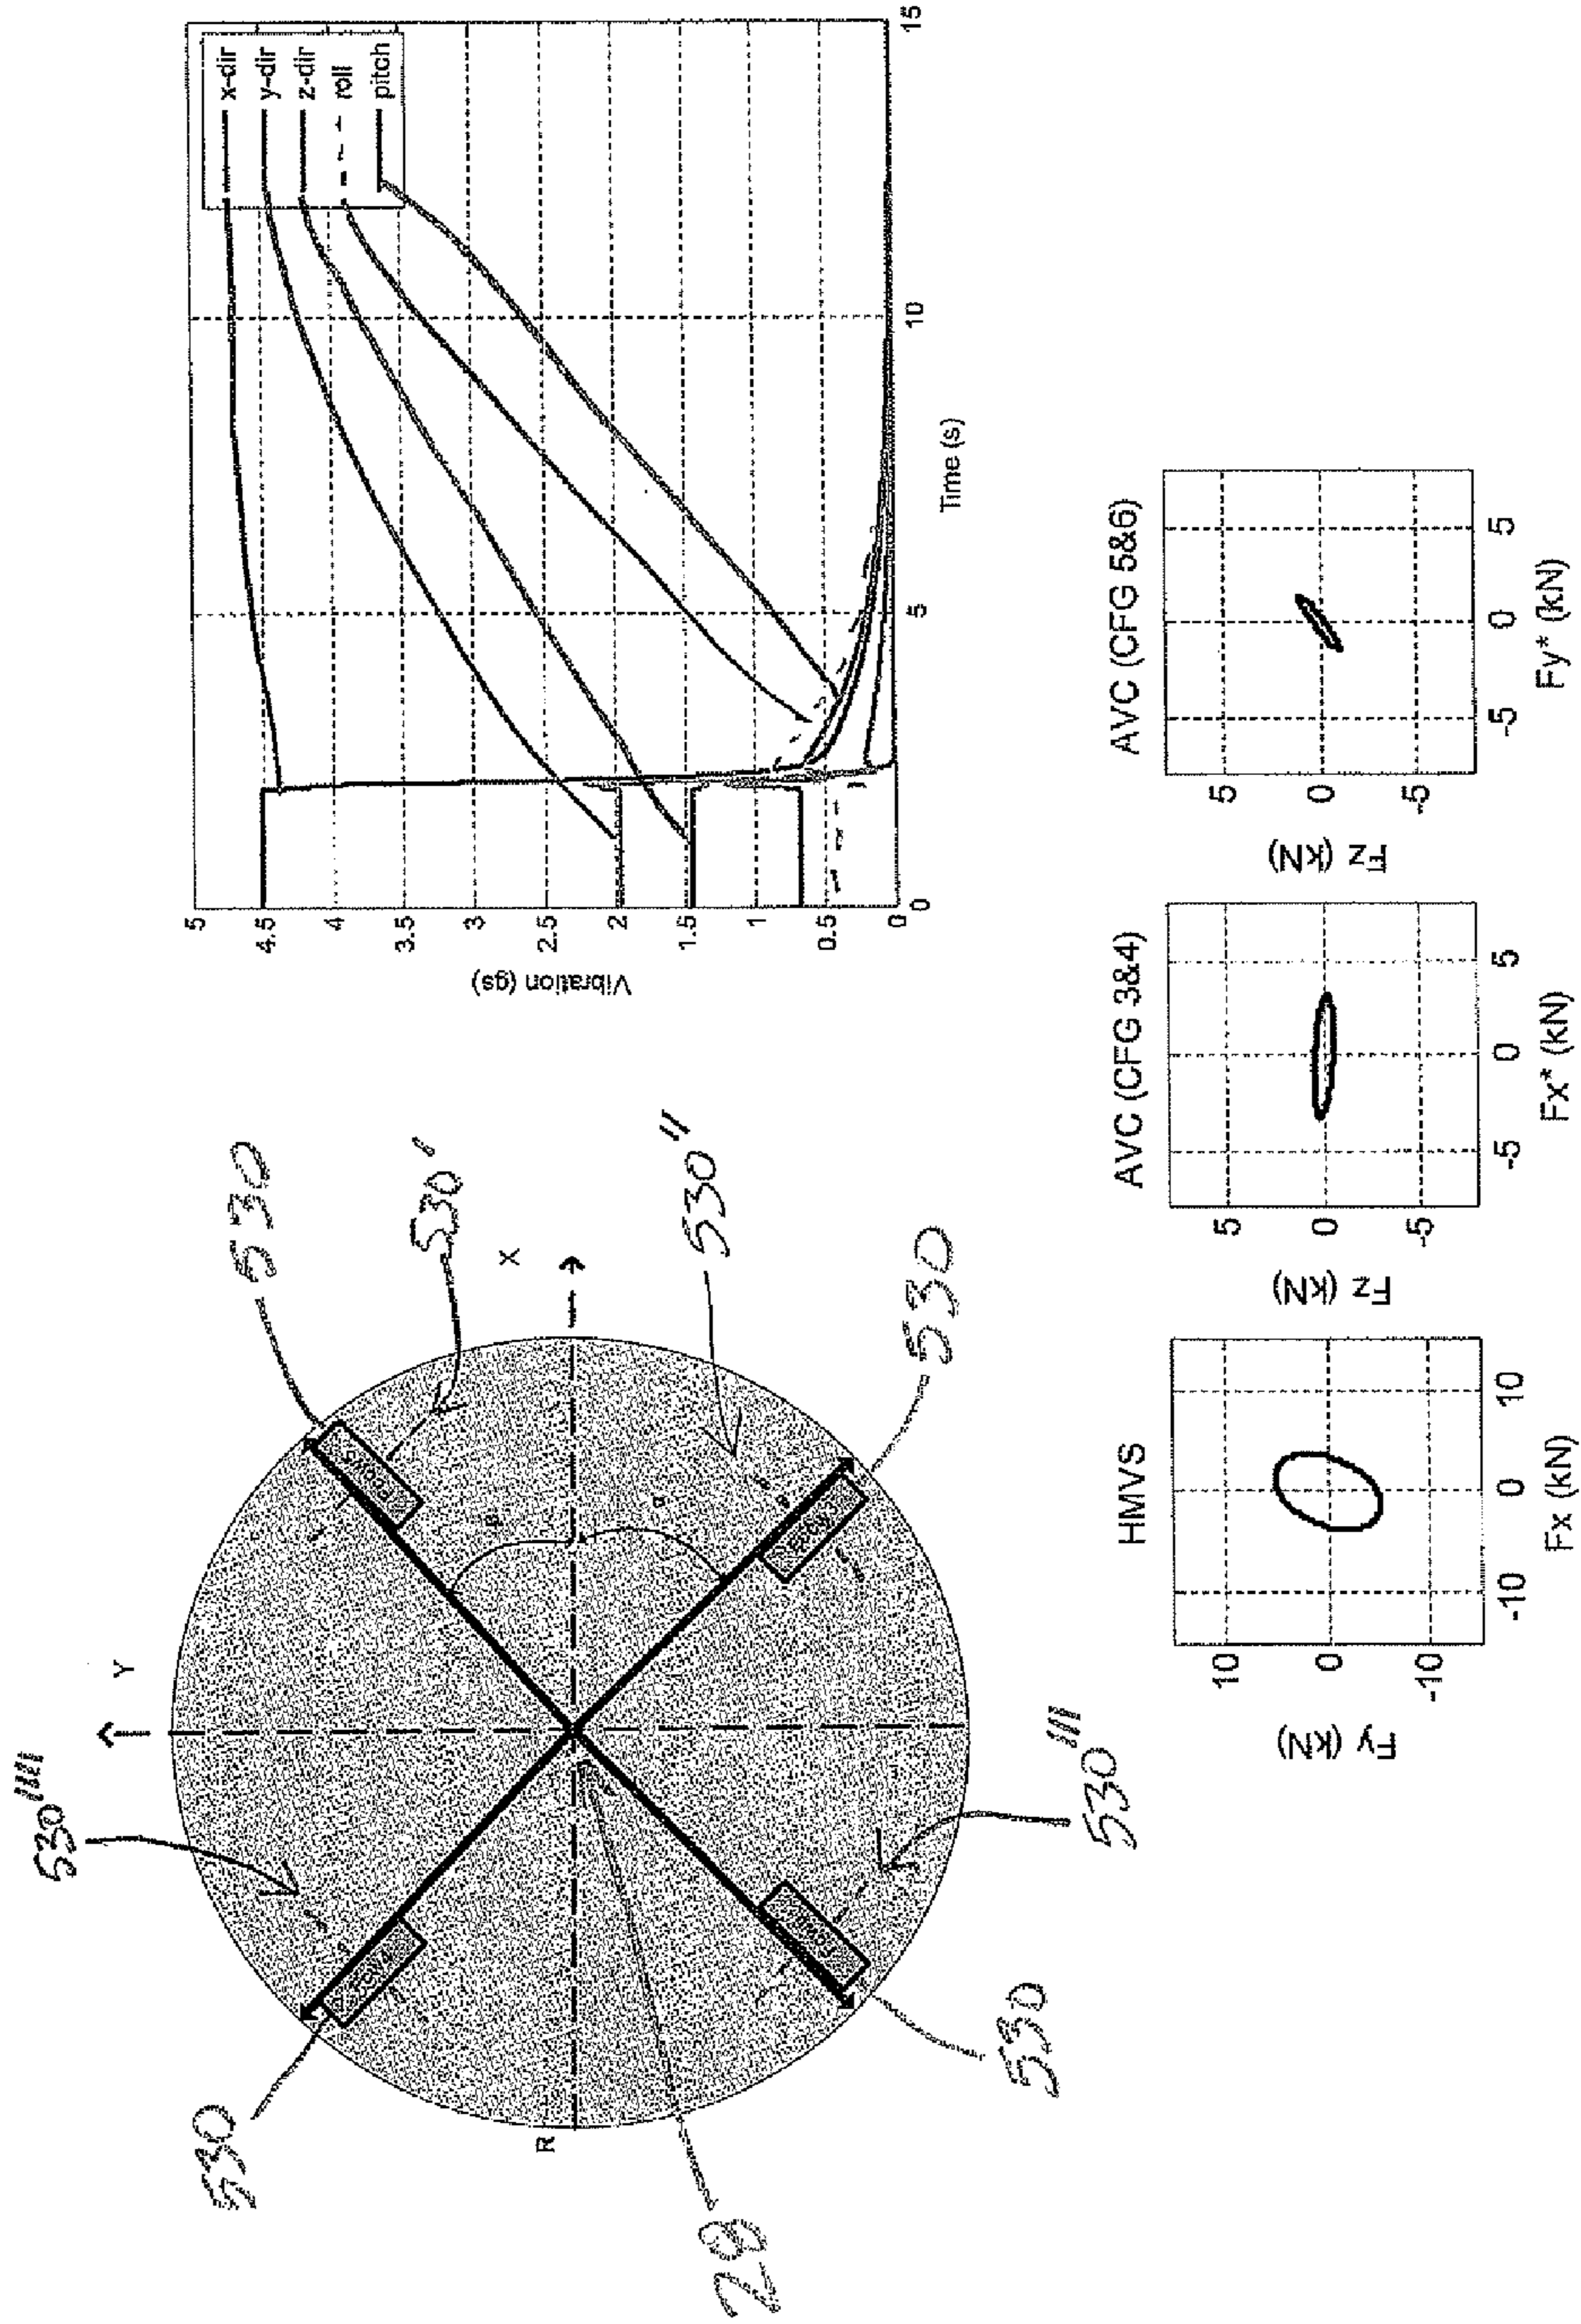 530''''
530
530
530'
Y
X
R
530''
530
530
530'''
28
5
4.5
4
3.5
3
2.5
2
1.5
1
0.5
0
Vibration (gs)
0
5
10
15
Time (s)
x-dir
y-dir
z-dir
roll
pitch
HMVS
10
0
-10
Fy (kN)
-10
0
10
Fx (kN)
AVC (CFG 3&4)
5
0
-5
Fz (kN)
-5
0
5
Fx* (kN)
AVC (CFG 5&6)
5
0
-5
Fz (kN)
-5
0
5
Fy* (kN)